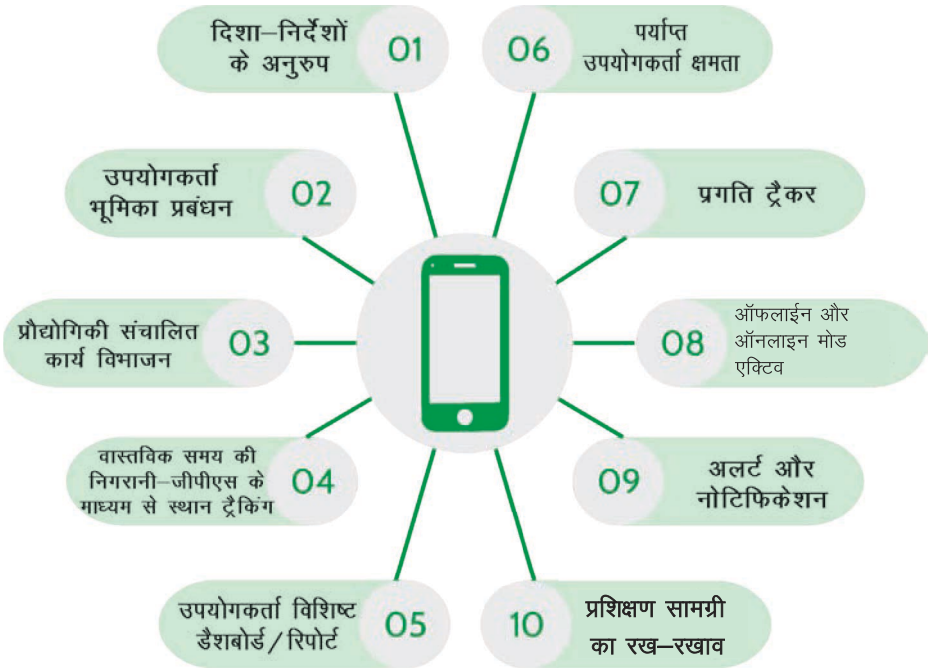 दिशा–निर्देशों
के अनुरुप
01
उपयोगकर्ता
भूमिका प्रबंधन
02
प्रौद्योगिकी संचालित
कार्य विभाजन
03
वास्तविक समय की
निगरानी–जीपीएस के
माध्यम से स्थान ट्रैकिंग
04
उपयोगकर्ता विशिष्ट
डैशबोर्ड/रिपोर्ट
05
06
पर्याप्त
उपयोगकर्ता क्षमता
07
प्रगति ट्रैकर
08
ऑफलाईन और
ऑनलाइन मोड
एक्टिव
09
अलर्ट और
नोटिफिकेशन
10
प्रशिक्षण सामग्री
का रख–रखाव